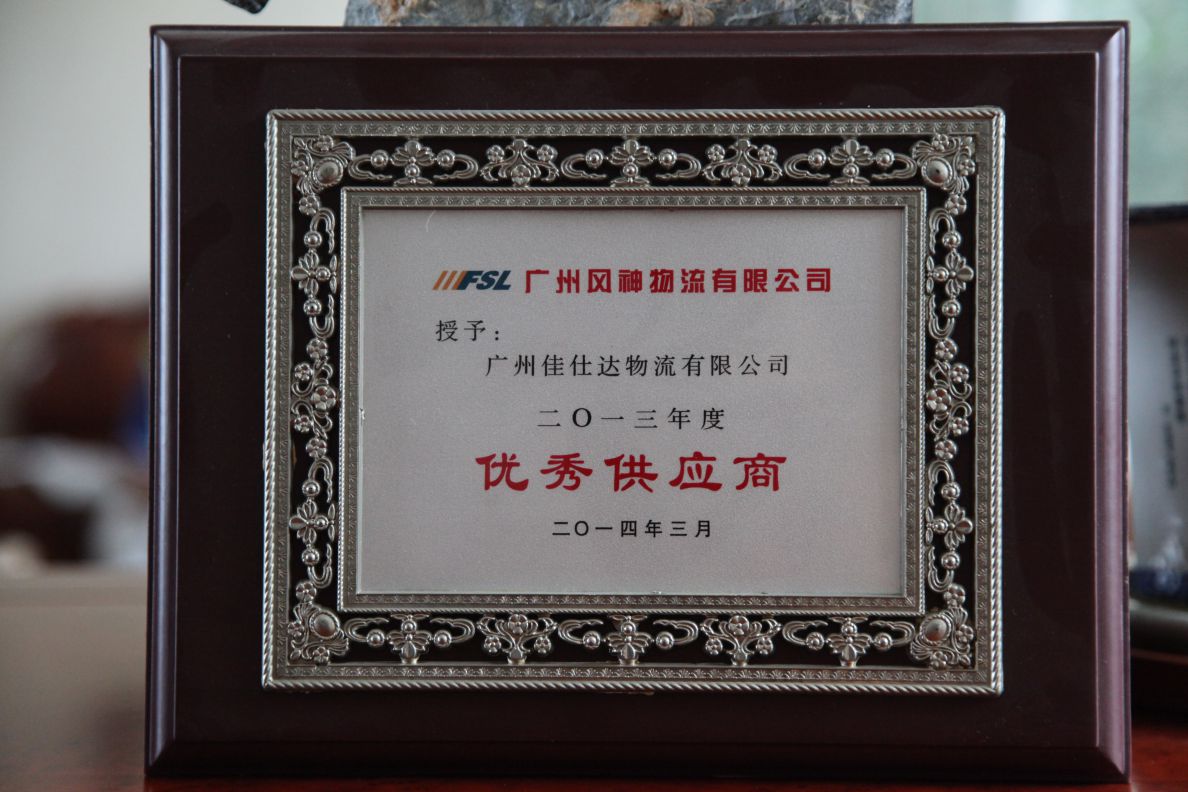 FSL 广州风神物流有限公司
授予：
广州佳仕达物流有限公司
二〇一三年度
优秀供应商
二〇一四年三月